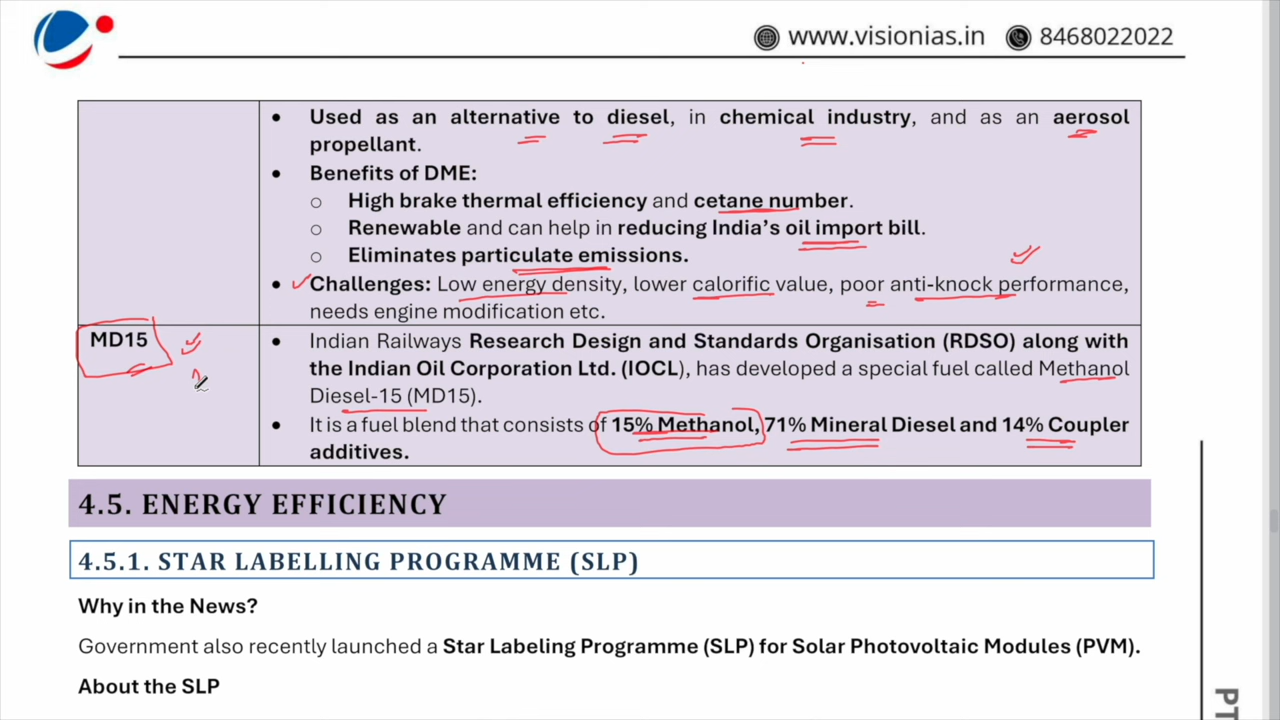 www.visionias.in 8468022022
• Used as an alternative to diesel, in chemical industry, and as an aerosol
propellant.
• Benefits of DME:
o High brake thermal efficiency and cetane number.
o Renewable and can help in reducing India's oil import bill.
o Eliminates particulate emissions.
• Challenges: Low energy density, lower calorific value, poor anti-knock performance,
needs engine modification etc.
MD15
• Indian Railways Research Design and Standards Organisation (RDSO) along with
the Indian Oil Corporation Ltd. (IOCL), has developed a special fuel called Methanol
Diesel-15 (MD15).
• It is a fuel blend that consists of 15% Methanol, 71% Mineral Diesel and 14% Coupler
additives.
4.5. ENERGY EFFICIENCY
4.5.1. STAR LABELLING PROGRAMME (SLP)
Why in the News?
Government also recently launched a Star Labeling Programme (SLP) for Solar Photovoltaic Modules (PVM).
About the SLP
PT